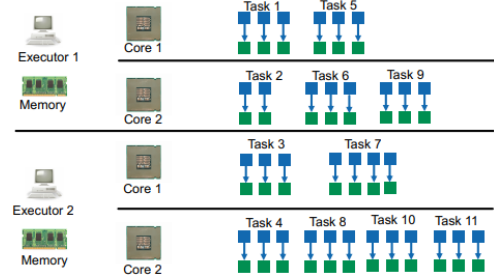 Task 1 Task 5
Executor 1
Core 1
Task 2 Task 6 Task 9
Memory
Core 2
Task 3 Task 7
Core 1
Executor 2
Task 4 Task 8 Task 10 Task 11
Memory
Core 2